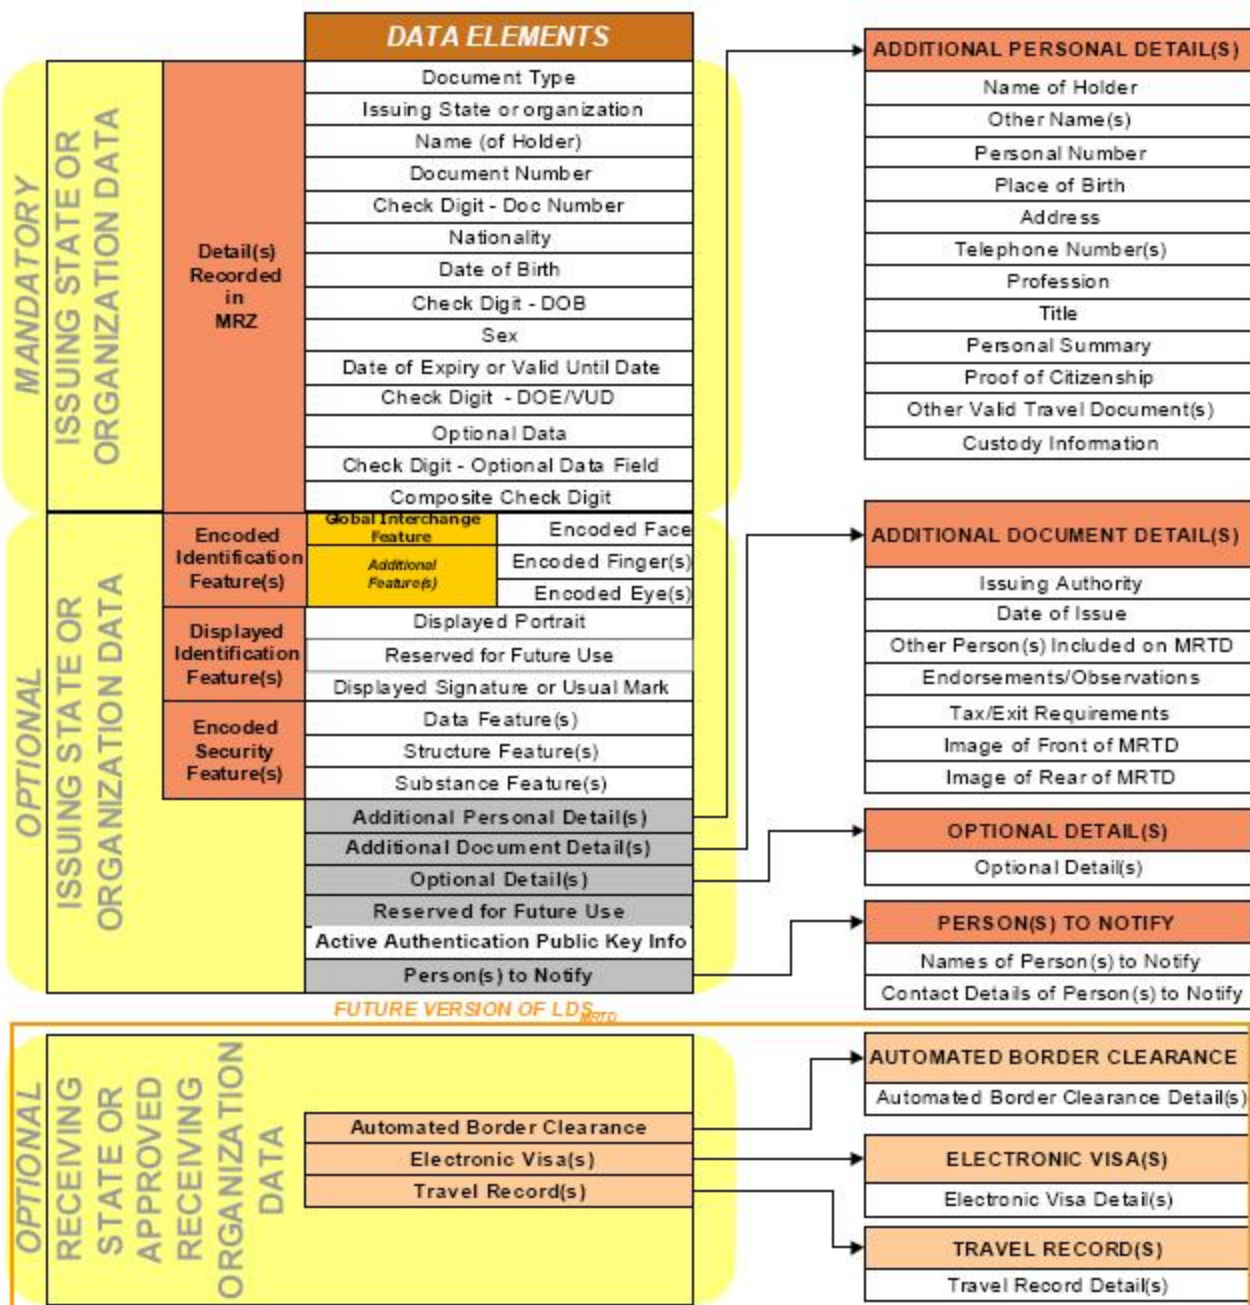 DATA ELEMENTS
MANDATORY
ISSUING STATE OR
ORGANIZATION DATA
Detail(s)
Recorded
in
MRZ
Document Type
Issuing State or organization
Name (of Holder)
Document Number
Check Digit - Doc Number
Nationality
Date of Birth
Check Digit - DOB
Sex
Date of Expiry or Valid Until Date
Check Digit - DOE/VUD
Optional Data
Check Digit - Optional Data Field
Composite Check Digit
OPTIONAL
ISSUING STATE OR
ORGANIZATION DATA
Encoded
Identification
Feature(s)
Global Interchange
Feature
Encoded Face
Additional
Feature(s)
Encoded Finger(s)
Encoded Eye(s)
Displayed
Identification
Feature(s)
Displayed Portrait
Reserved for Future Use
Displayed Signature or Usual Mark
Encoded
Security
Feature(s)
Data Feature(s)
Structure Feature(s)
Substance Feature(s)
Additional Personal Detail(s)
Additional Document Detail(s)
Optional Detail(s)
Reserved for Future Use
Active Authentication Public Key Info
Person(s) to Notify
ADDITIONAL PERSONAL DETAIL(S)
Name of Holder
Other Name(s)
Personal Number
Place of Birth
Address
Telephone Number(s)
Profession
Title
Personal Summary
Proof of Citizenship
Other Valid Travel Document(s)
Custody Information
ADDITIONAL DOCUMENT DETAIL(S)
Issuing Authority
Date of Issue
Other Person(s) Included on MRTD
Endorsements/Observations
Tax/Exit Requirements
Image of Front of MRTD
Image of Rear of MRTD
OPTIONAL DETAIL(S)
Optional Detail(s)
PERSON(S) TO NOTIFY
Names of Person(s) to Notify
Contact Details of Person(s) to Notify
FUTURE VERSION OF LDS MRTD
OPTIONAL
RECEIVING
STATE OR
APPROVED
RECEIVING
ORGANIZATION
DATA
Automated Border Clearance
Electronic Visa(s)
Travel Record(s)
AUTOMATED BORDER CLEARANCE
Automated Border Clearance Detail(s)
ELECTRONIC VISA(S)
Electronic Visa Detail(s)
TRAVEL RECORD(S)
Travel Record Detail(s)